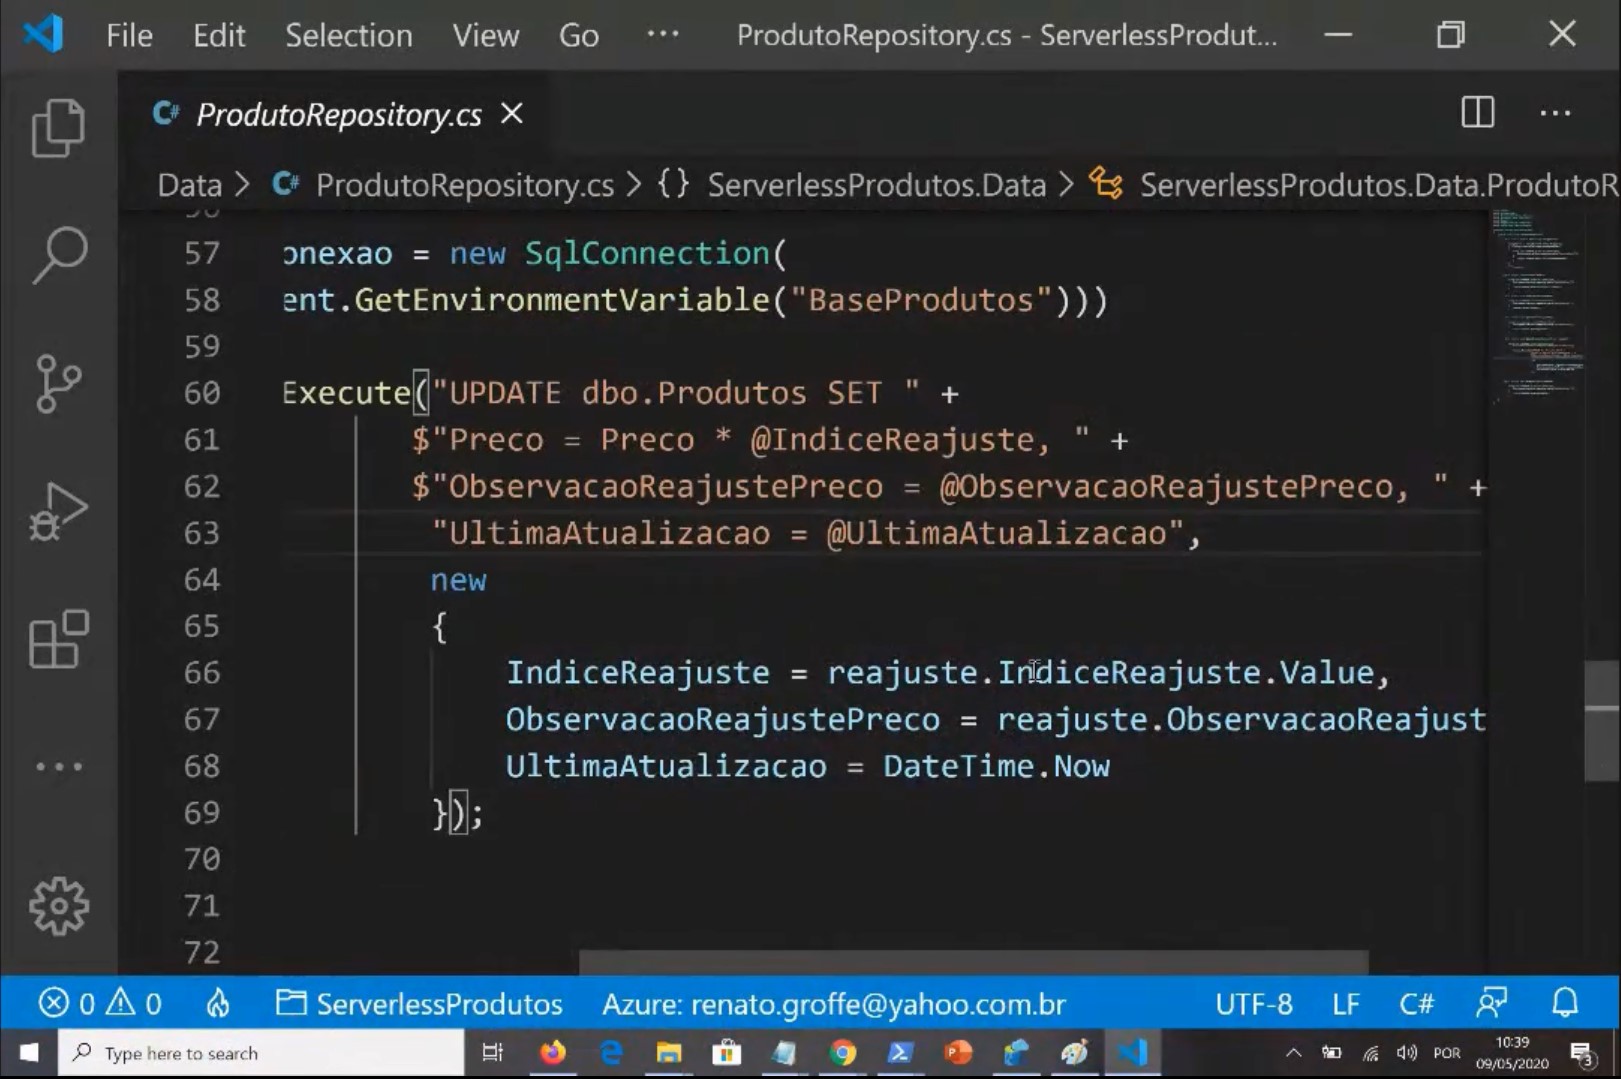 File Edit Selection View Go ··· ProdutoRepository.cs - ServerlessProdut...
C# ProdutoRepository.cs
Data > C# ProdutoRepository.cs > {} ServerlessProdutos.Data > ServerlessProdutos.Data.ProdutoR
57 onexao = new SqlConnection(
58 ent.GetEnvironmentVariable("BaseProdutos")))
59
60 Execute("UPDATE dbo.Produtos SET " +
61 $"Preco = Preco * @IndiceReajuste, " +
62 $"ObservacaoReajustePreco = @ObservacaoReajustePreco, " +
63 "UltimaAtualizacao = @UltimaAtualizacao",
64 new
65 {
66 IndiceReajuste = reajuste.IndiceReajuste.Value,
67 ObservacaoReajustePreco = reajuste.ObservacaoReajust
68 UltimaAtualizacao = DateTime.Now
69 });
70
71
72
0 0 ServerlessProdutos Azure: renato.groffe@yahoo.com.br UTF-8 LF C#
Type here to search POR 10:39
09/05/2020 3